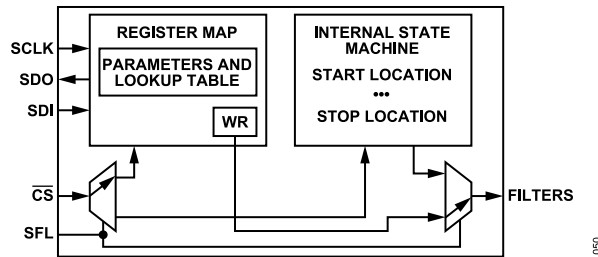 REGISTER MAP
PARAMETERS AND
LOOKUP TABLE
WR
INTERNAL STATE
MACHINE
START LOCATION
•••
STOP LOCATION
SCLK
SDO
SDI
CS
SFL
FILTERS
050